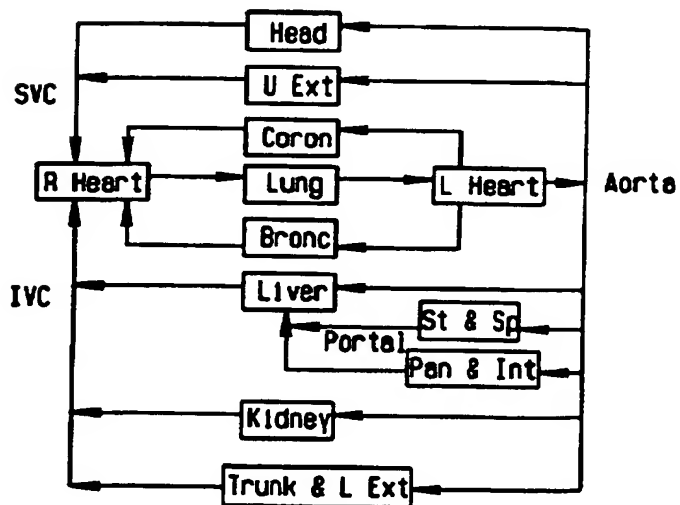 Head
U Ext
SVC
Coron
R Heart
Lung
L Heart
Aorta
Bronc
IVC
Liver
St & Sp
Portal
Pan & Int
Kidney
Trunk & L Ext